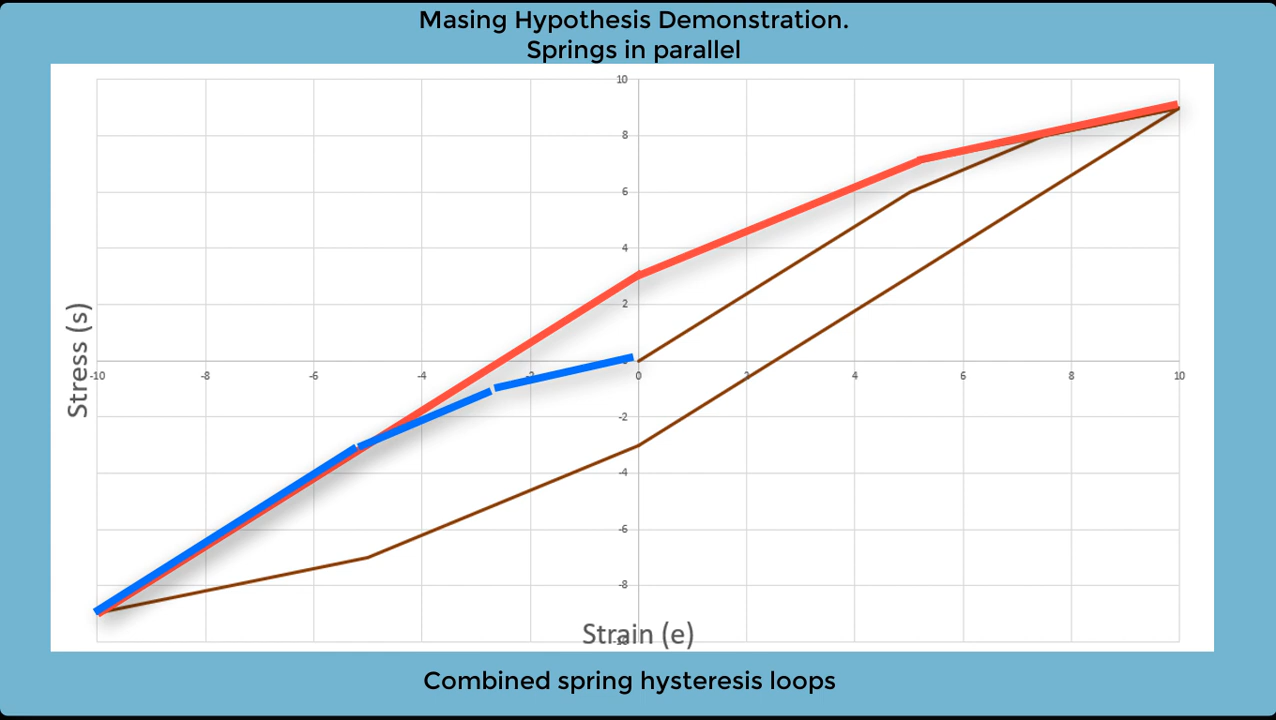 Masing Hypothesis Demonstration.
Springs in parallel
10
8
6
4
2
-10 -8 -6 -4 0 2 4 6 8 10
-2
-4
-6
-8
Stress (s)
Strain (e)
Combined spring hysteresis loops